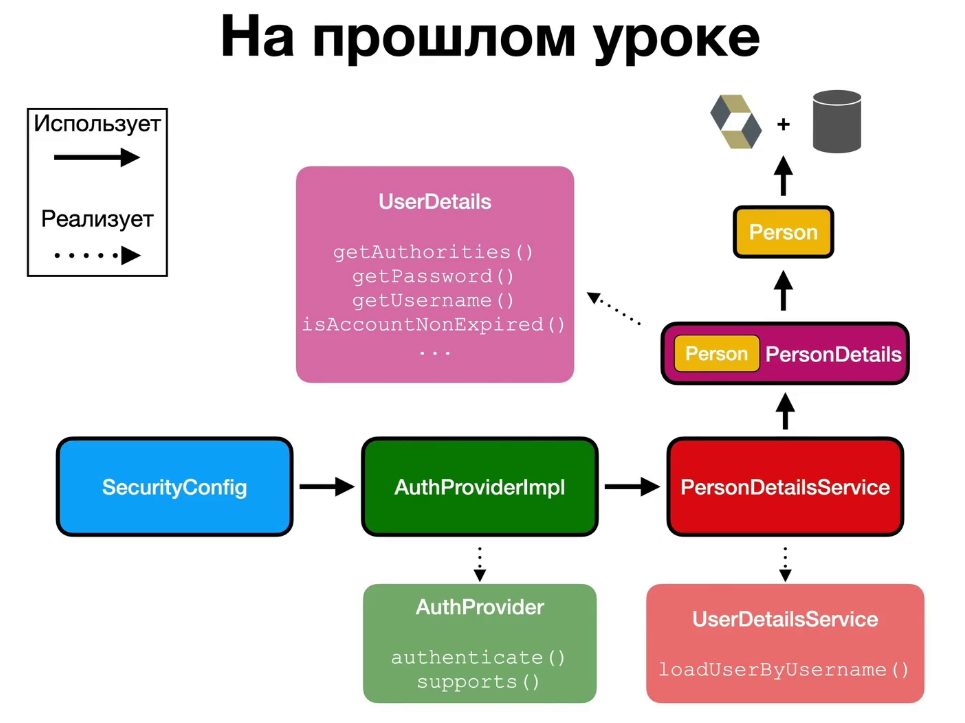 На прошлом уроке
Использует
Реализует
+
UserDetails
getAuthorities()
getPassword()
getUsername()
isAccountNonExpired()
...
Person
Person PersonDetails
SecurityConfig
AuthProviderImpl
PersonDetailsService
AuthProvider
authenticate()
supports()
UserDetailsService
loadUserByUsername()